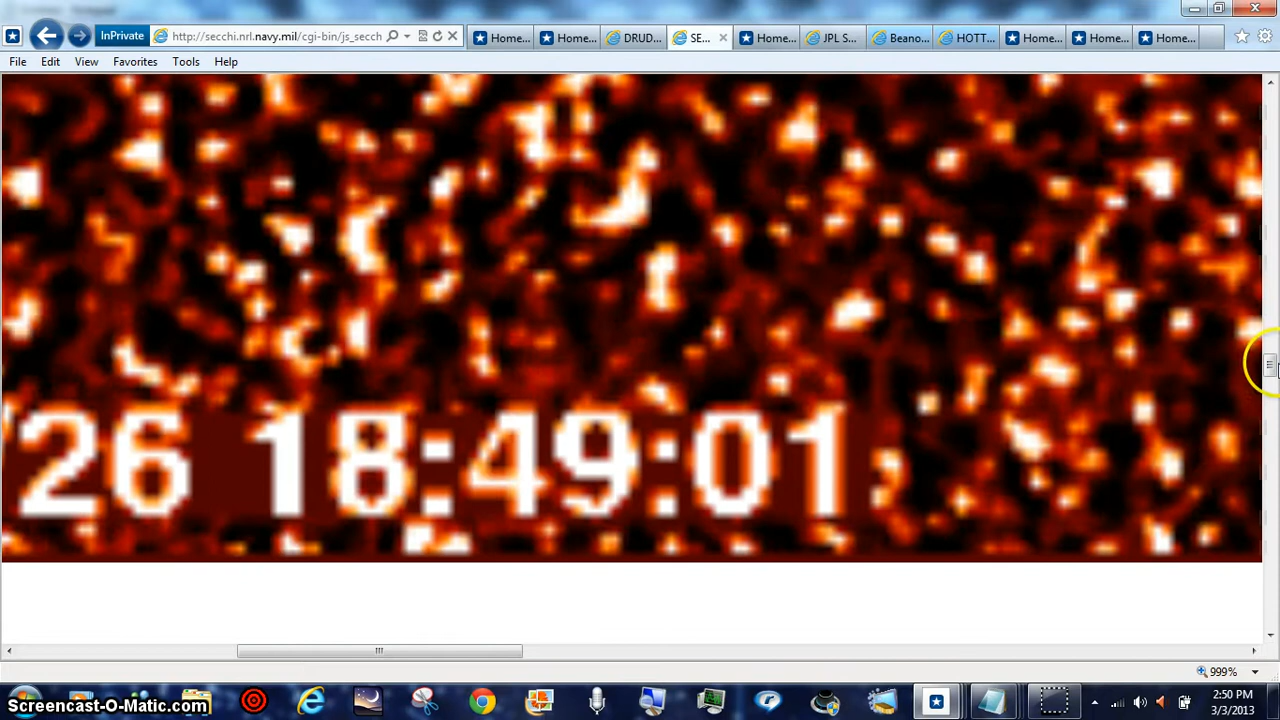 InPrivate http://secchi.nrl.navy.mil/cgi-bin/js_secch Home... Home... DRUD... SE... Home... JPL S... Beano... HOTT... Home... Home... Home...
File Edit View Favorites Tools Help
26 18:49:01
999%
Screencast-O-Matic.com
2:50 PM
3/3/2013